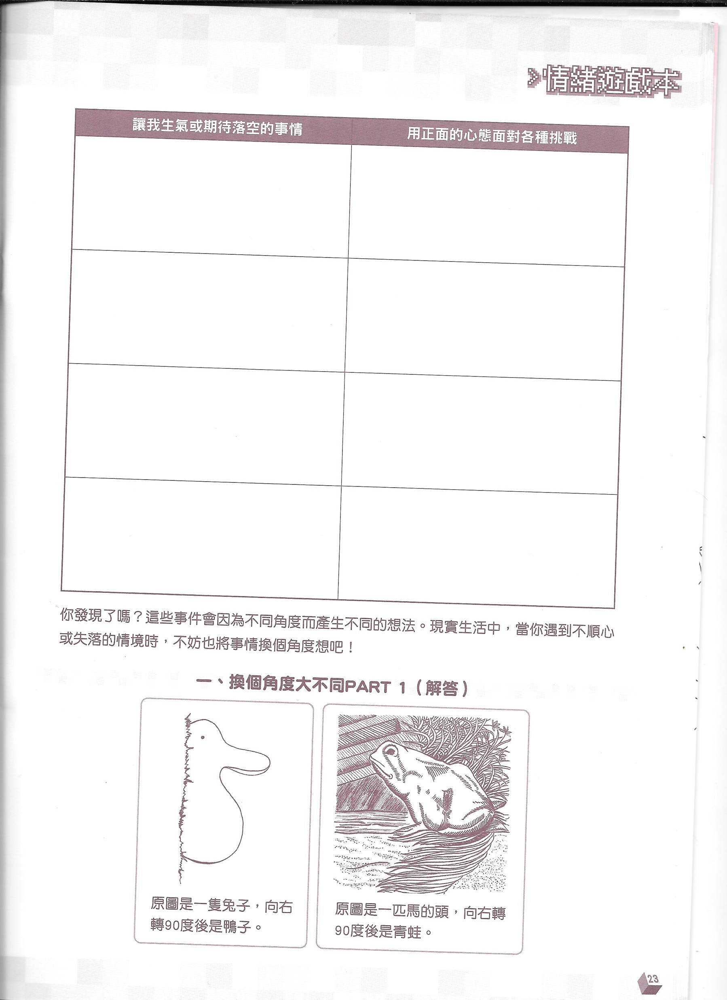 情緒遊戲本
讓我生氣或期待落空的事情
用正面的心態面對各種挑戰
你發現了嗎？這些事件會因為不同角度而產生不同的想法。現實生活中，當你遇到不順心
或失落的情境時，不妨也將事情換個角度想吧！
一、換個角度大不同PART 1（解答）
原圖是一隻兔子，向右
轉90度後是鴨子。
原圖是一匹馬的頭，向右轉
90度後是青蛙。
23